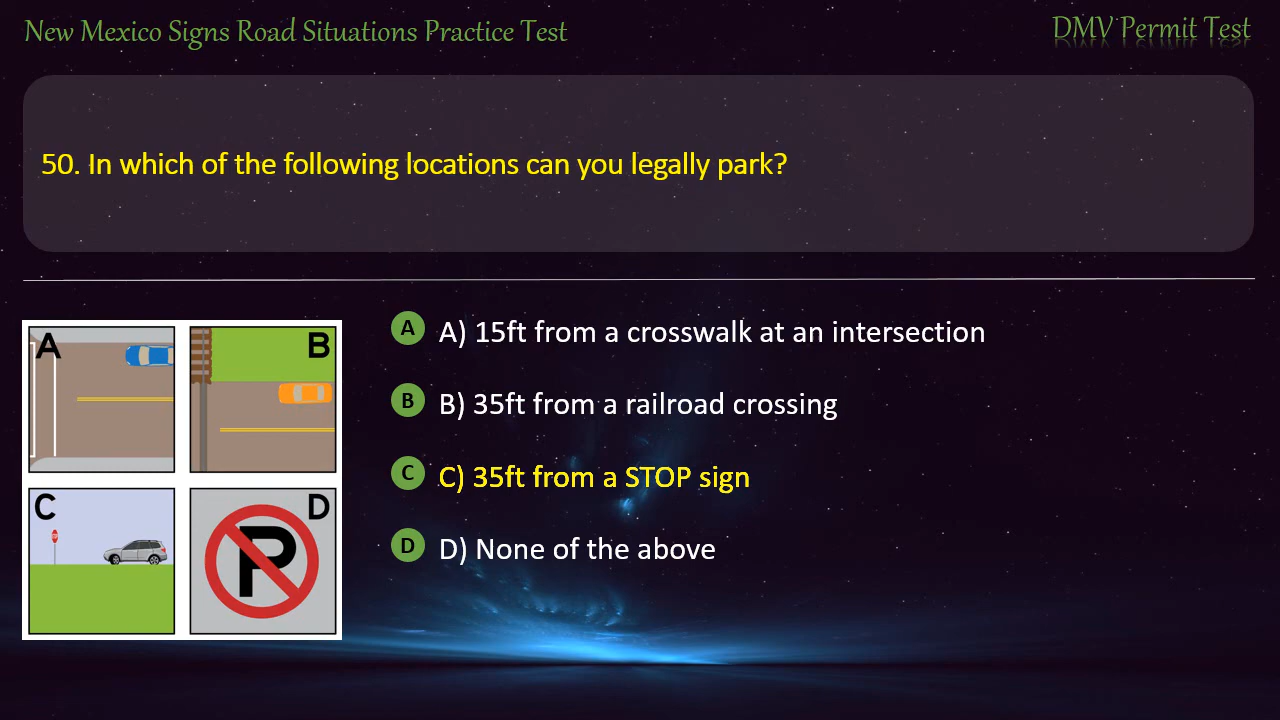 New Mexico Signs Road Situations Practice Test
DMV Permit Test
50. In which of the following locations can you legally park?
A
B
C
D
P
A A) 15ft from a crosswalk at an intersection
B B) 35ft from a railroad crossing
C C) 35ft from a STOP sign
D D) None of the above